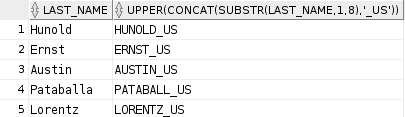 LAST_NAME UPPER(CONCAT(SUBSTR(LAST_NAME,1,8),'_US'))
1 Hunold HUNOLD_US
2 Ernst ERNST_US
3 Austin AUSTIN_US
4 Pataballa PATABALL_US
5 Lorentz LORENTZ_US